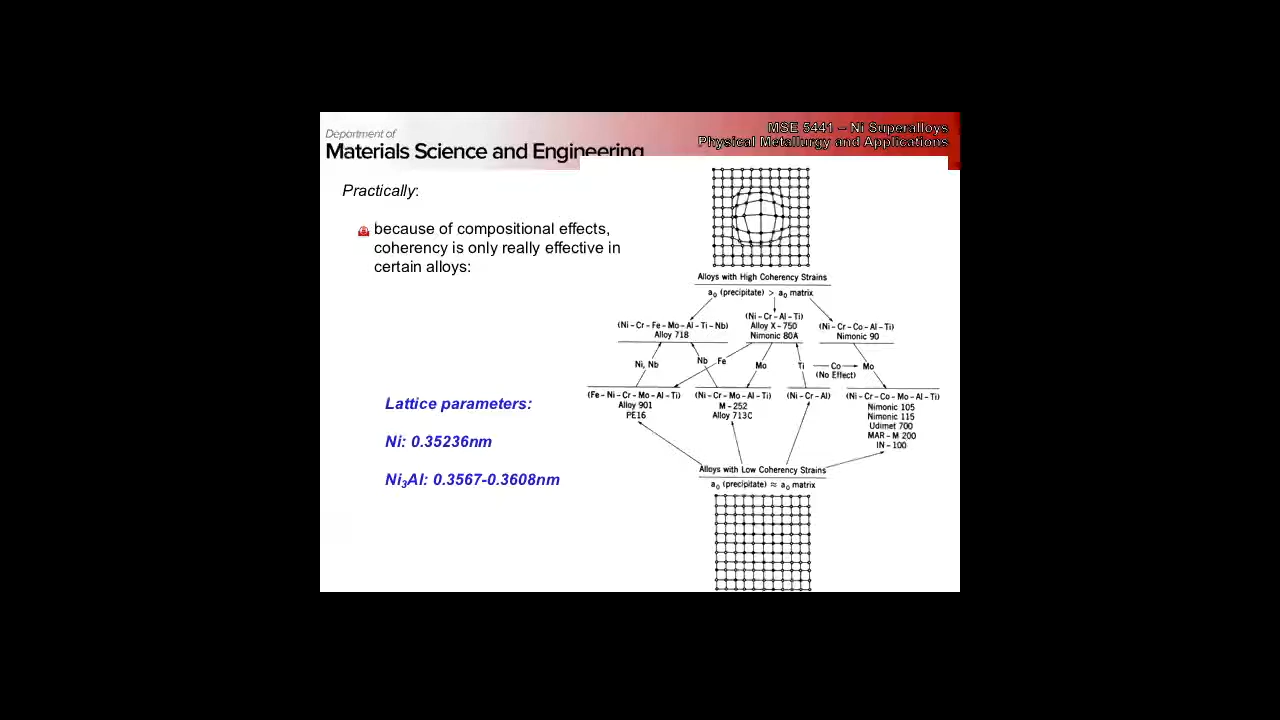 Department of
Materials Science and Engineering
MSE 5441 – Ni Superalloys
Physical Metallurgy and Applications
Practically:
because of compositional effects,
coherency is only really effective in
certain alloys:
Lattice parameters:
Ni: 0.35236nm
Ni3Al: 0.3567-0.3608nm
Alloys with High Coherency Strains
a0 (precipitate) > a0 matrix
(Ni – Cr – Fe – Mo – Al – Ti – Nb)
Alloy 718
(Ni – Cr – Al – Ti)
Alloy X – 750
Nimonic 80A
(Ni – Cr – Co – Al – Ti)
Nimonic 90
Ni, Nb
Nb
Fe
Mo
Ti
Co
(No Effect)
Mo
(Fe – Ni – Cr – Mo – Al – Ti)
Alloy 901
PE16
(Ni – Cr – Mo – Al – Ti)
M – 252
Alloy 713C
(Ni – Cr – Al)
(Ni – Cr – Co – Mo – Al – Ti)
Nimonic 105
Nimonic 115
Udimet 700
MAR – M 200
IN – 100
Alloys with Low Coherency Strains
a0 (precipitate) ≈ a0 matrix